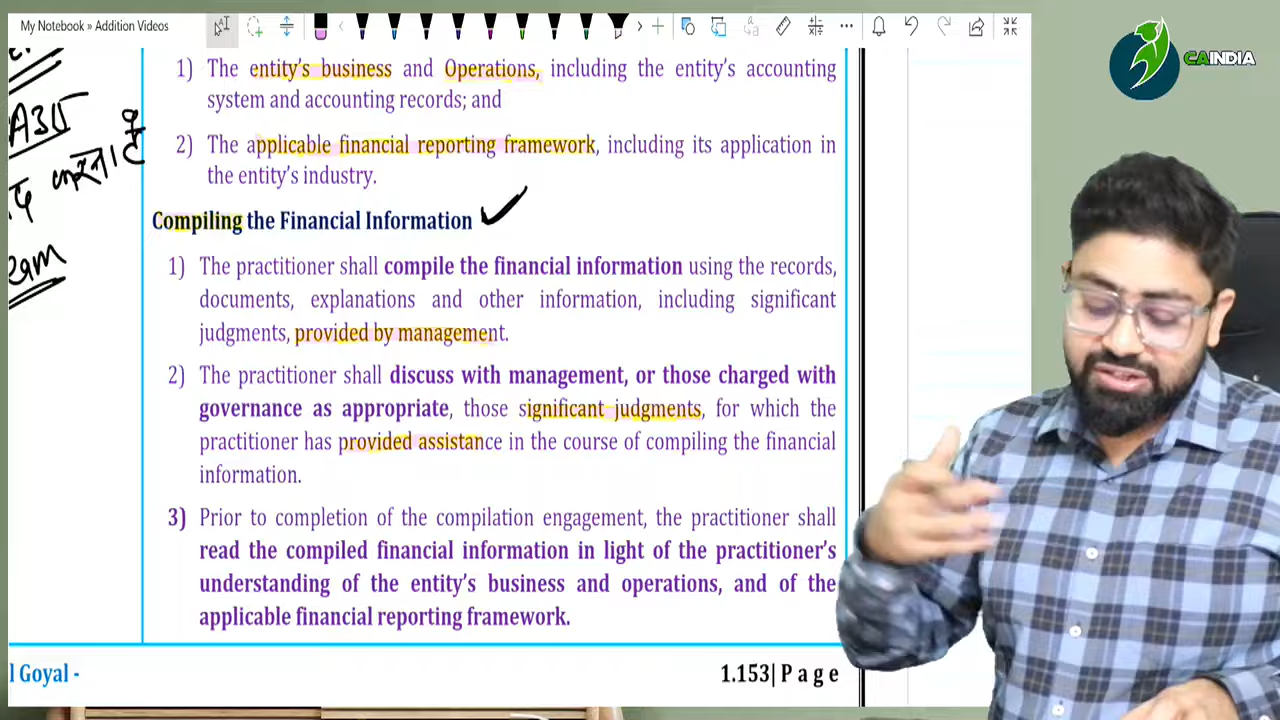 My Notebook » Addition Videos
CAINDIA
1) The entity's business and Operations, including the entity's accounting
system and accounting records; and
2) The applicable financial reporting framework, including its application in
the entity's industry.
Compiling the Financial Information
1) The practitioner shall compile the financial information using the records,
documents, explanations and other information, including significant
judgments, provided by management.
2) The practitioner shall discuss with management, or those charged with
governance as appropriate, those significant judgments, for which the
practitioner has provided assistance in the course of compiling the financial
information.
3) Prior to completion of the compilation engagement, the practitioner shall
read the compiled financial information in light of the practitioner's
understanding of the entity's business and operations, and of the
applicable financial reporting framework.
l Goyal -
1.153| P a g e